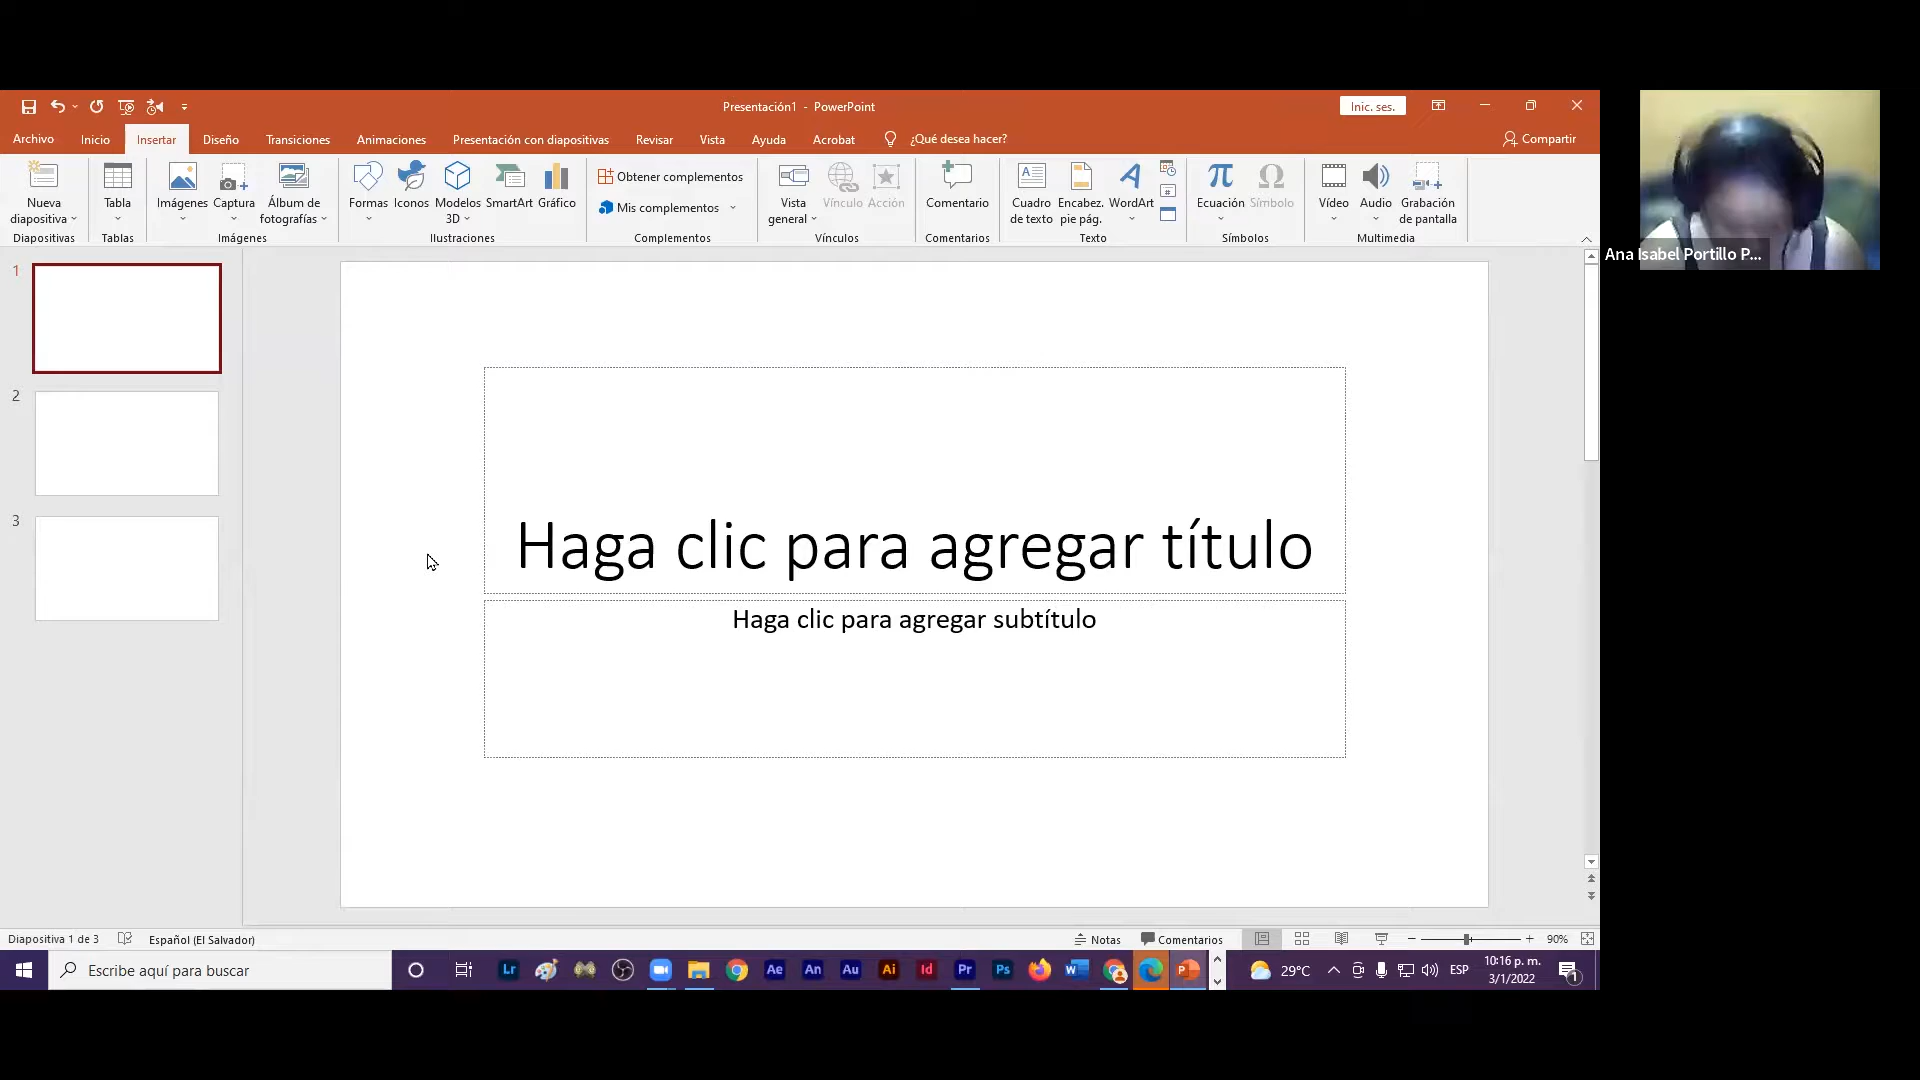 Presentación1 - PowerPoint
Inic. ses.
Archivo Inicio Insertar Diseño Transiciones Animaciones Presentación con diapositivas Revisar Vista Ayuda Acrobat ¿Qué desea hacer? Compartir
Nueva diapositiva
Diapositivas
Tabla
Tablas
Imágenes Captura Álbum de fotografías
Imágenes
Formas Iconos Modelos 3D SmartArt Gráfico
Ilustraciones
Obtener complementos
Mis complementos
Complementos
Vista general Vínculo Acción
Vínculos
Comentario
Comentarios
Cuadro de texto Encabez. pie pág. WordArt
Texto
Ecuación Símbolo
Símbolos
Vídeo Audio Grabación de pantalla
Multimedia
Ana Isabel Portillo P...
1
2
3
Haga clic para agregar título
Haga clic para agregar subtítulo
Diapositiva 1 de 3 Español (El Salvador) Notas Comentarios 90%
Escribe aquí para buscar
Lr Ae An Au Ai Id Pr Ps W P
29°C ESP
10:16 p. m.
3/1/2022
1